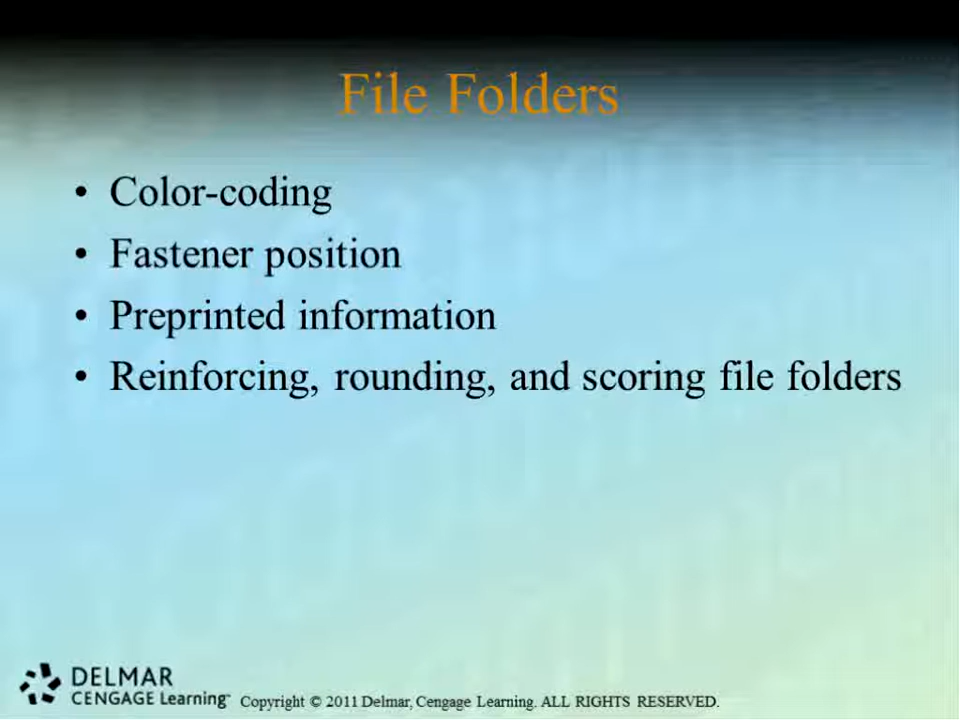 File Folders
• Color-coding
• Fastener position
• Preprinted information
• Reinforcing, rounding, and scoring file folders
DELMAR
CENGAGE Learning™ Copyright © 2011 Delmar, Cengage Learning. ALL RIGHTS RESERVED.